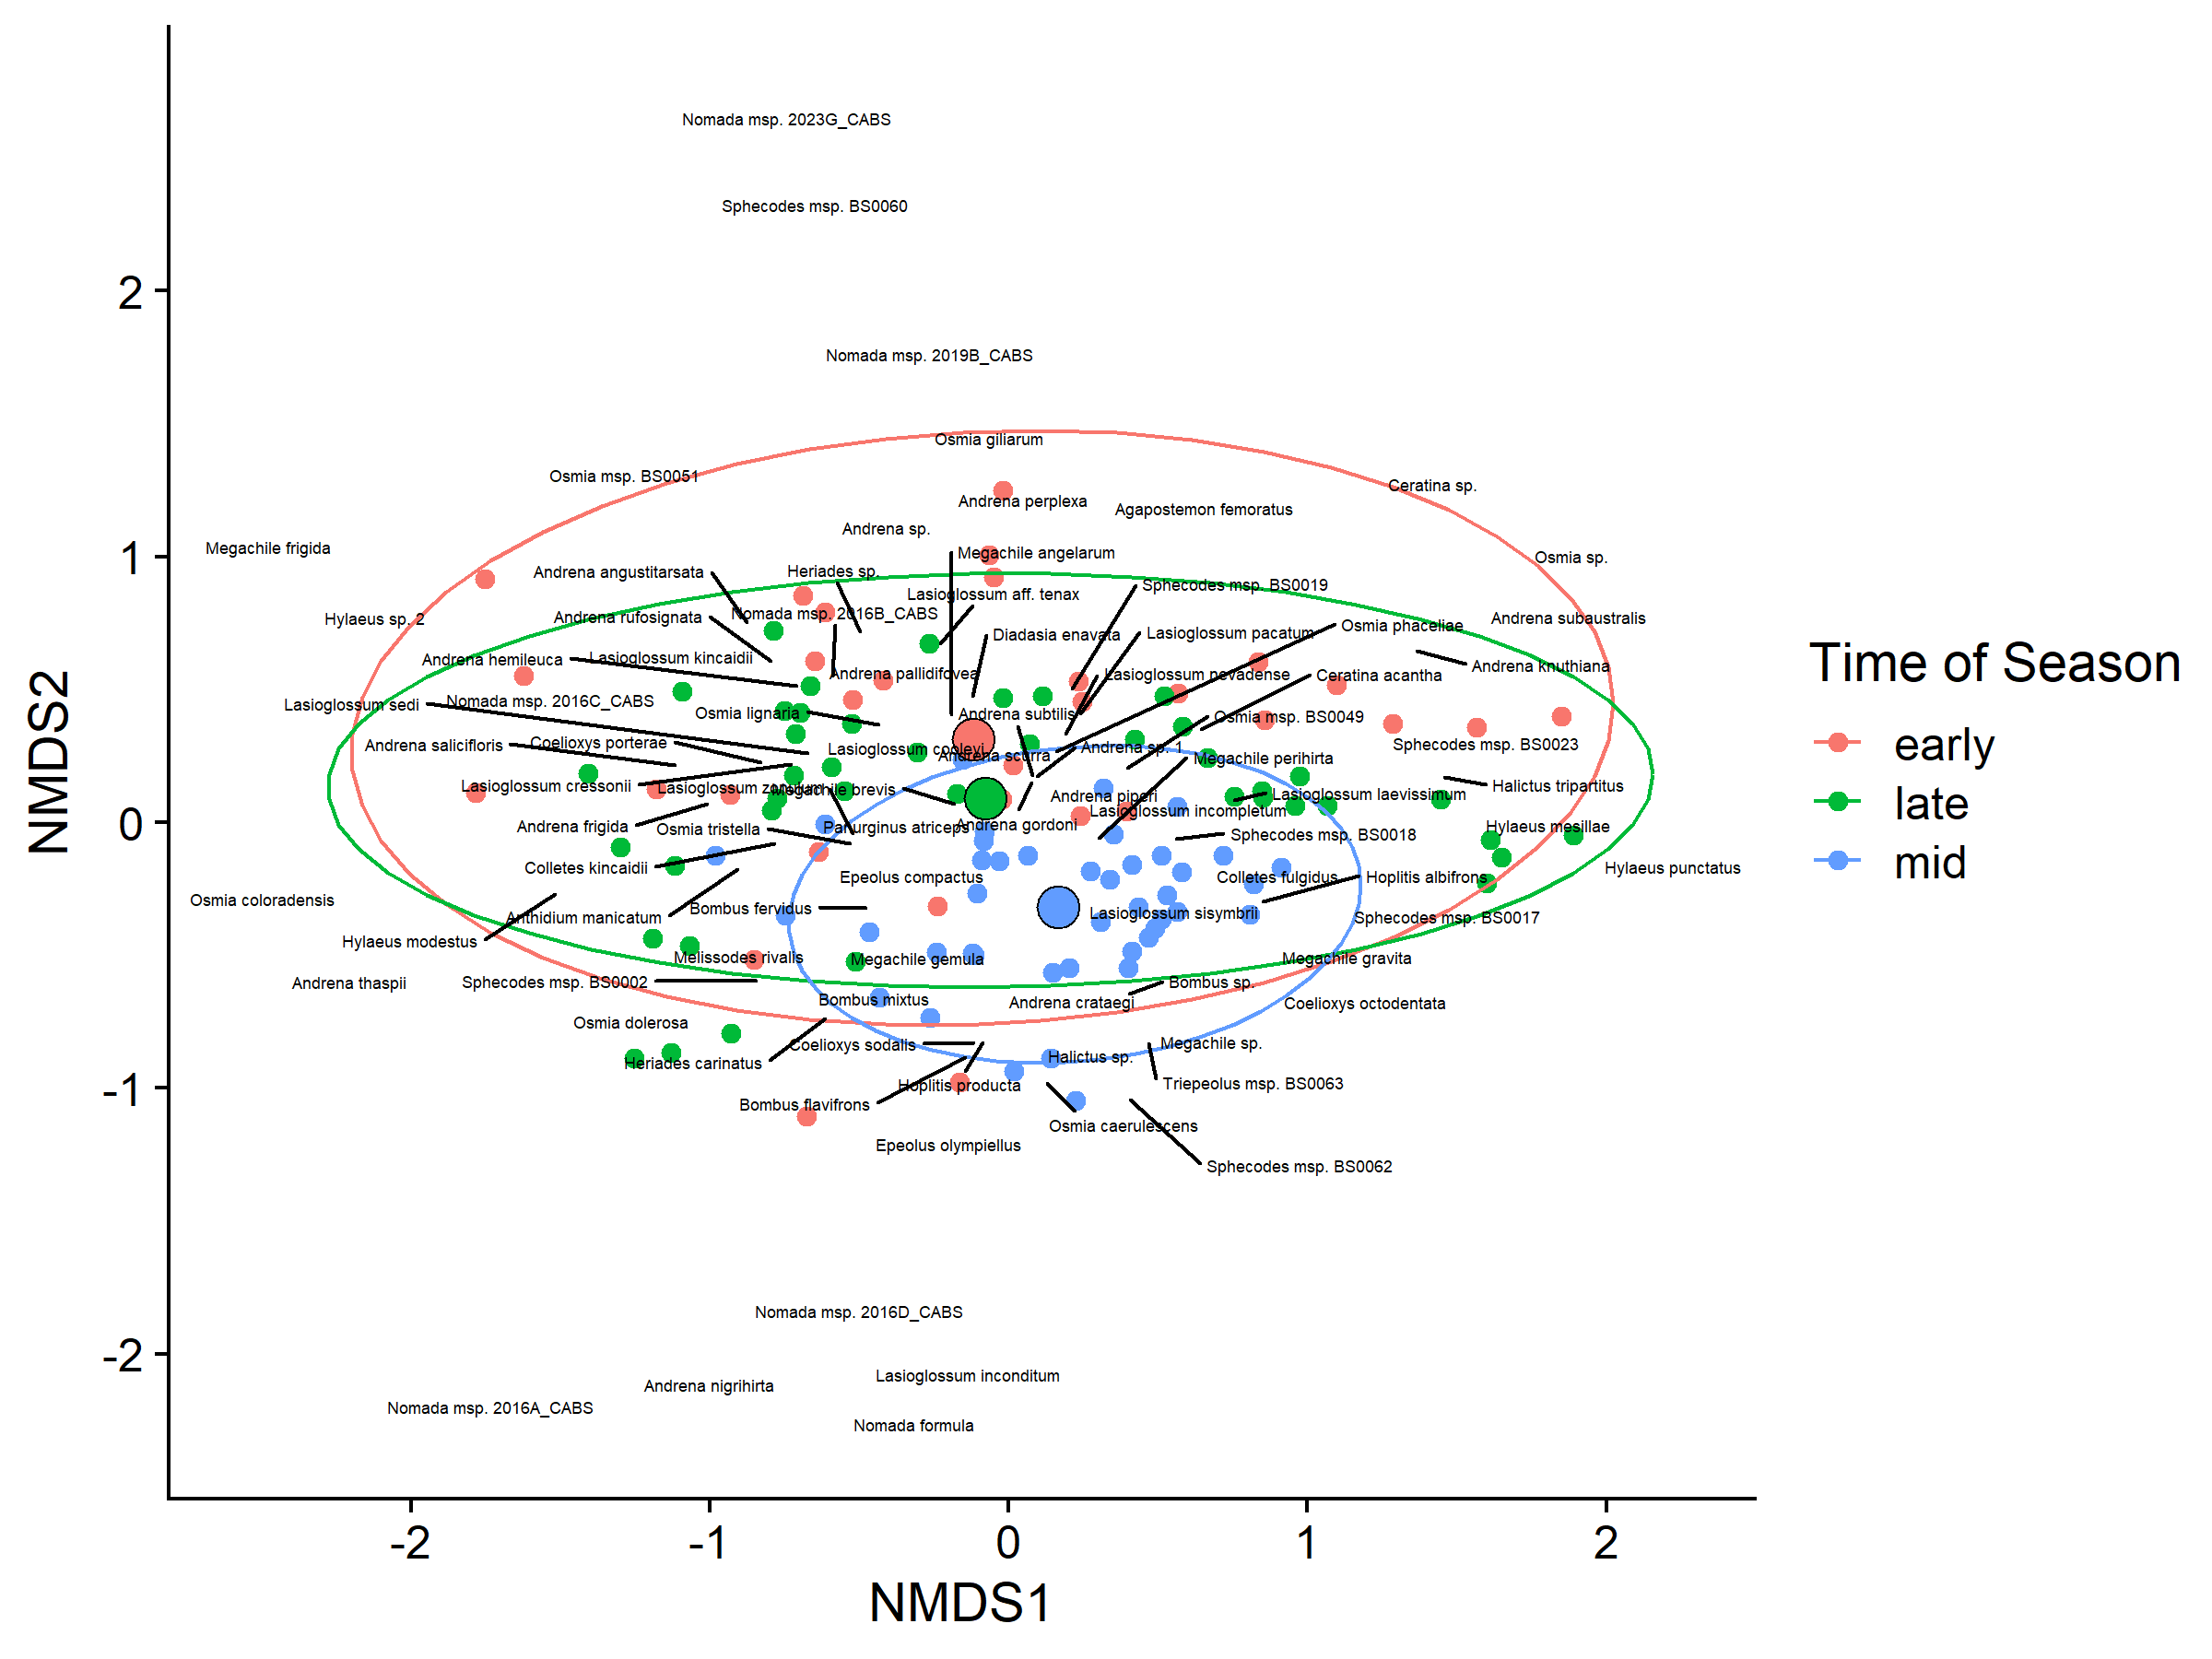 Nomada msp. 2023G_CABS
Sphecodes msp. BS0060
2
Nomada msp. 2019B_CABS
Osmia giliarum
Osmia msp. BS0051
Ceratina sp.
Andrena perplexa
Agapostemon femoratus
Andrena sp.
Megachile frigida
1
Megachile angelarum
Osmia sp.
Andrena angustitarsata
Heriades sp.
Sphecodes msp. BS0019
Lasioglossum aff. tenax
Hylaeus sp. 2
Andrena rufosignata
Nomada msp. 2016B_CABS
Andrena subaustralis
Diadasia enavata
Lasioglossum pacatum
Osmia phaceliae
Andrena hemileuca
Lasioglossum kincaidii
Andrena knuthiana
Andrena pallidifovea
Lasioglossum nevadense
Ceratina acantha
Lasioglossum sedi
Nomada msp. 2016C_CABS
Osmia lignaria
Andrena subtilis
Osmia msp. BS0049
Andrena salicifloris
Coelioxys porterae
Lasioglossum cooleyi
Andrena scurra
Andrena sp. 1
Sphecodes msp. BS0023
Megachile perihirta
Lasioglossum cressonii
Lasioglossum zonulum
Megachile brevis
Andrena piperi
Lasioglossum laevissimum
Halictus tripartitus
Lasioglossum incompletum
0
Andrena frigida
Osmia tristella
Panurginus atriceps
Andrena gordoni
Sphecodes msp. BS0018
Hylaeus mesillae
Colletes kincaidii
Epeolus compactus
Colletes fulgidus
Hoplitis albifrons
Hylaeus punctatus
Osmia coloradensis
Anthidium manicatum
Bombus fervidus
Lasioglossum sisymbrii
Sphecodes msp. BS0017
Hylaeus modestus
Melissodes rivalis
Megachile gemula
Megachile gravita
Andrena thaspii
Sphecodes msp. BS0002
Bombus sp.
Bombus mixtus
Andrena crataegi
Coelioxys octodentata
Osmia dolerosa
Coelioxys sodalis
Megachile sp.
Heriades carinatus
Halictus sp.
-1
Hoplitis producta
Triepeolus msp. BS0063
Bombus flavifrons
Osmia caerulescens
Epeolus olympiellus
Sphecodes msp. BS0062
Nomada msp. 2016D_CABS
-2
Lasioglossum inconditum
Andrena nigrihirta
Nomada msp. 2016A_CABS
Nomada formula
-2 -1 0 1 2
NMDS1
NMDS2
Time of Season
early
late
mid